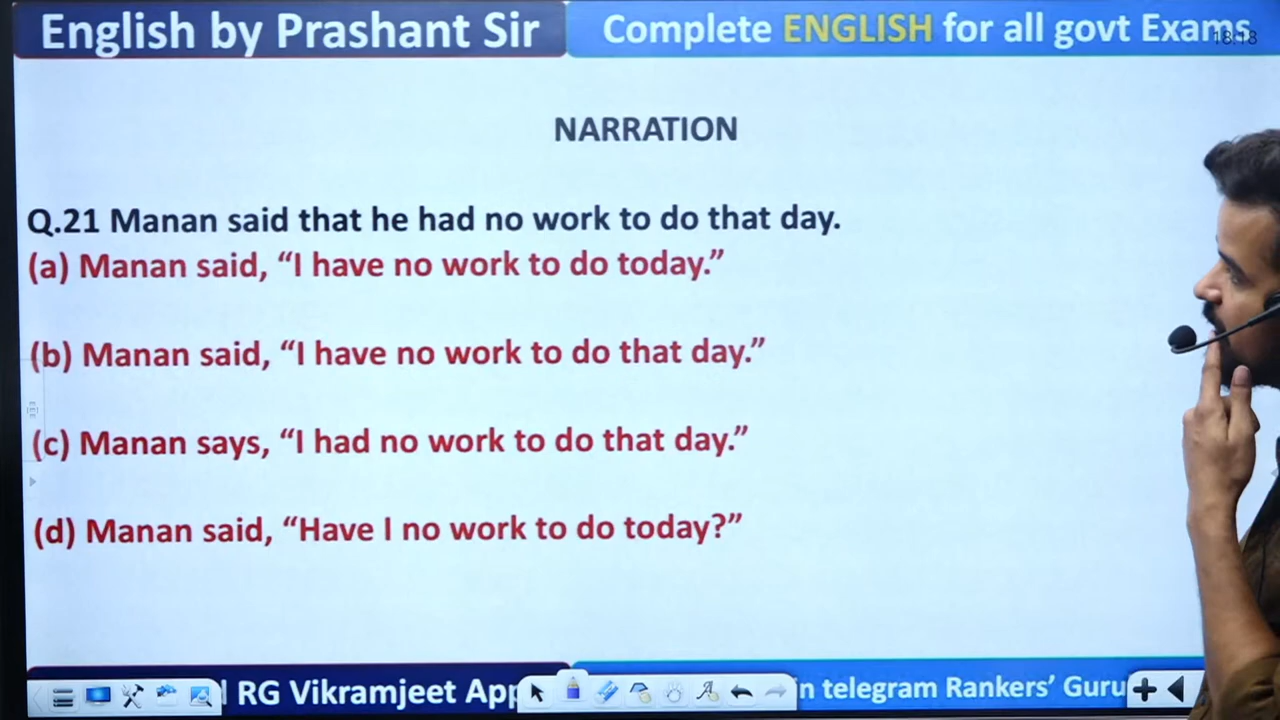 English by Prashant Sir
Complete ENGLISH for all govt Exams
18:18
NARRATION
Q.21 Manan said that he had no work to do that day.
(a) Manan said, “I have no work to do today.”
(b) Manan said, “I have no work to do that day.”
(c) Manan says, “I had no work to do that day.”
(d) Manan said, “Have I no work to do today?”
RG Vikramjeet App
in telegram Rankers’ Guru